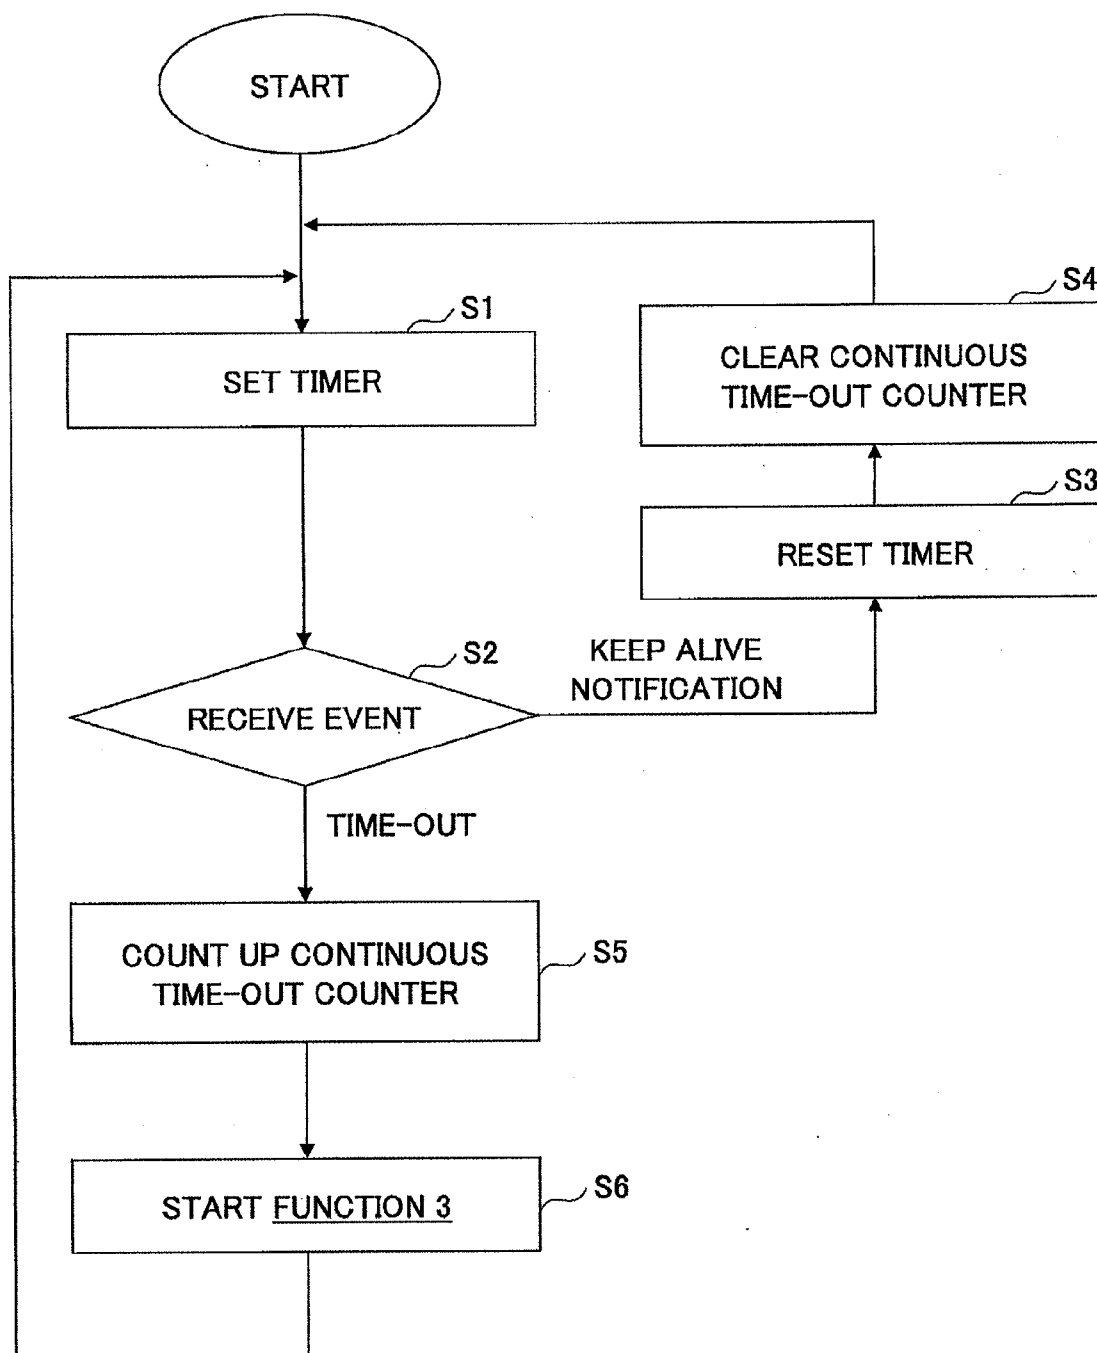 START
S1
SET TIMER
S4
CLEAR CONTINUOUS
TIME-OUT COUNTER
S3
RESET TIMER
S2
RECEIVE EVENT
KEEP ALIVE
NOTIFICATION
TIME-OUT
COUNT UP CONTINUOUS
TIME-OUT COUNTER
S5
START FUNCTION 3
S6